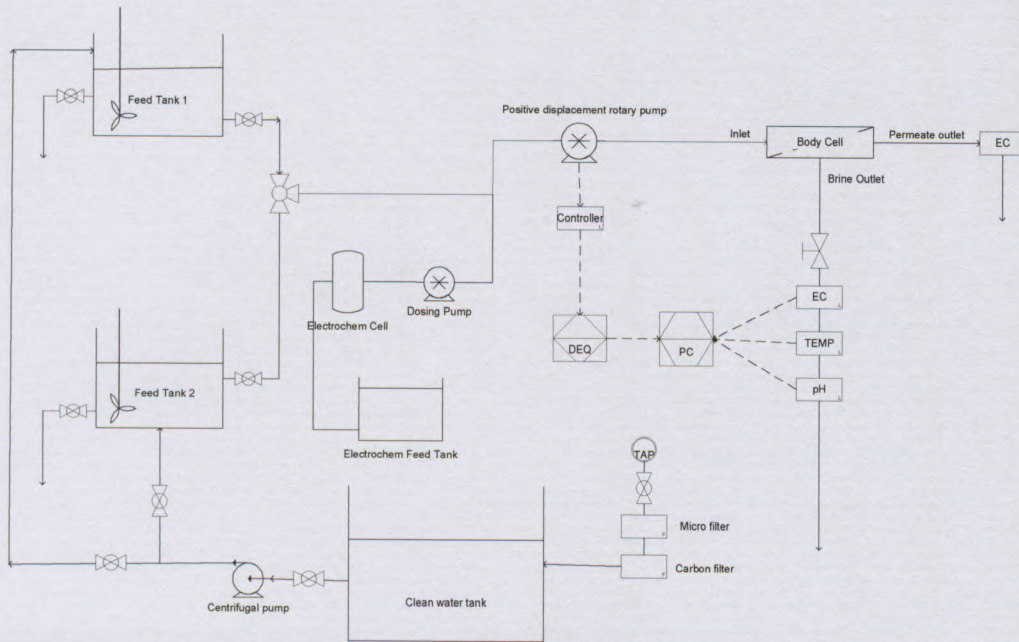 Feed Tank 1
Positive displacement rotary pump
Inlet
Body Cell
Permeate outlet
EC
Brine Outlet
Controller
Electrochem Cell
Dosing Pump
EC
DEQ
PC
TEMP
pH
Feed Tank 2
Electrochem Feed Tank
TAP
Micro filter
Carbon filter
Centrifugal pump
Clean water tank